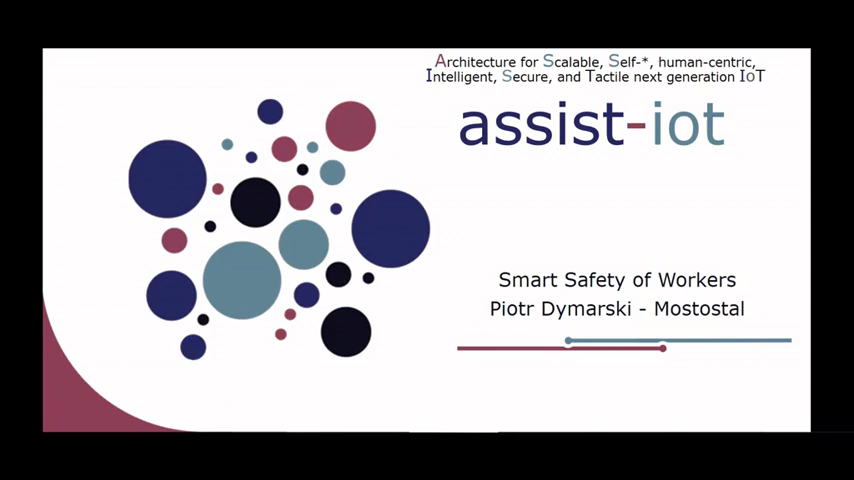 Architecture for Scalable, Self-*, human-centric,
Intelligent, Secure, and Tactile next generation IoT
assist-iot
Smart Safety of Workers
Piotr Dymarski - Mostostal